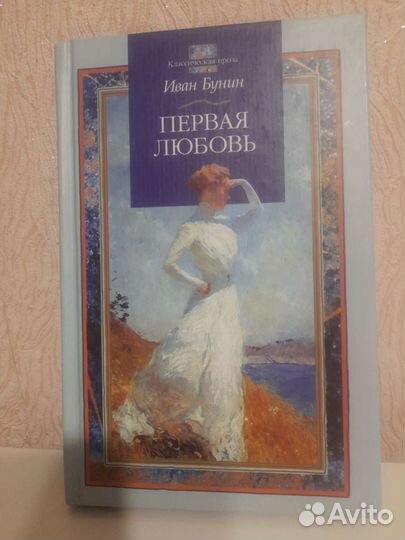 Классическая проза
Иван Бунин
ПЕРВАЯ
ЛЮБОВЬ
Avito